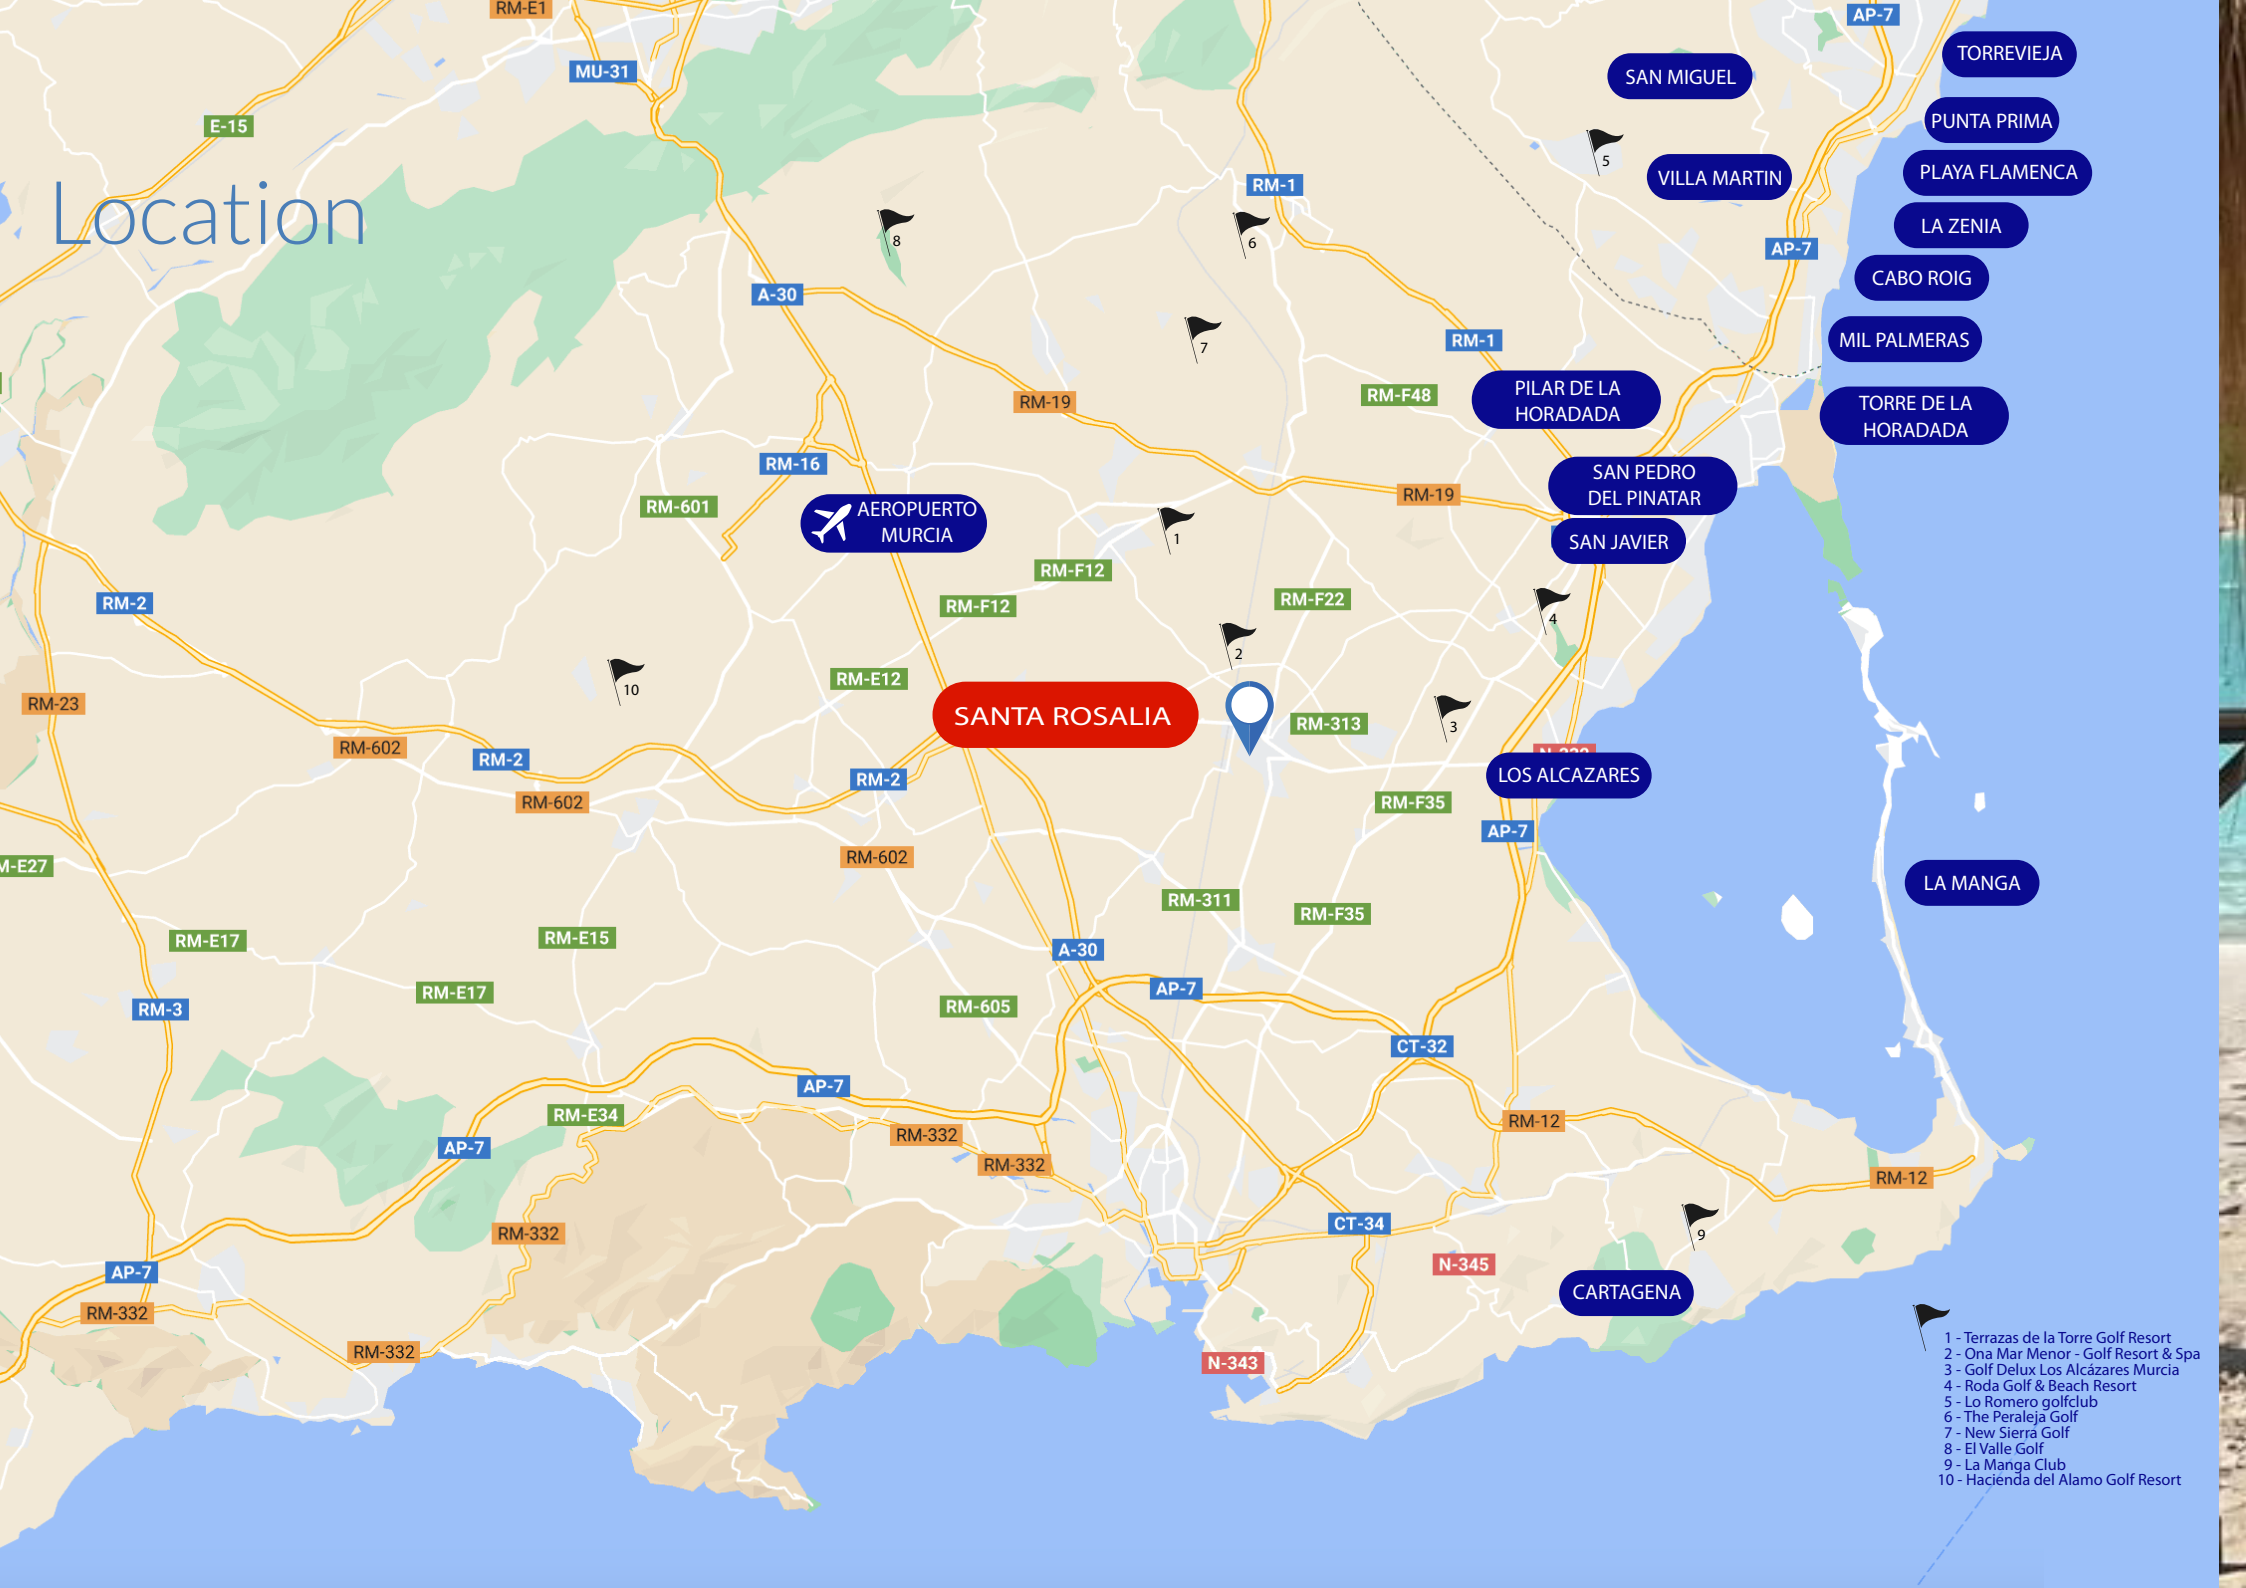 RM-E1
AP-7
TORREVIEJA
MU-31
SAN MIGUEL
E-15
PUNTA PRIMA
5
PLAYA FLAMENCA
VILLA MARTIN
RM-1
Location
LA ZENIA
8
6
AP-7
CABO ROIG
A-30
7
RM-1
MIL PALMERAS
RM-19
RM-F48
PILAR DE LA
HORADADA
TORRE DE LA
HORADADA
RM-16
SAN PEDRO
DEL PINATAR
RM-19
RM-601
AEROPUERTO
MURCIA
1
SAN JAVIER
RM-F12
RM-2
RM-F12
RM-F22
4
2
RM-E12
10
RM-23
SANTA ROSALIA
RM-313
3
RM-602
RM-2
RM-2
LOS ALCAZARES
RM-602
RM-F35
AP-7
RM-602
M-E27
LA MANGA
RM-311
RM-F35
RM-E17
RM-E15
A-30
RM-E17
AP-7
RM-3
RM-605
CT-32
AP-7
RM-E34
RM-12
RM-332
AP-7
RM-332
RM-12
CT-34
RM-332
9
N-345
AP-7
CARTAGENA
RM-332
RM-332
N-343
1 - Terrazas de la Torre Golf Resort
2 - Ona Mar Menor - Golf Resort & Spa
3 - Golf Delux Los Alcázares Murcia
4 - Roda Golf & Beach Resort
5 - Lo Romero golfclub
6 - The Peraleja Golf
7 - New Sierra Golf
8 - El Valle Golf
9 - La Manga Club
10 - Hacienda del Alamo Golf Resort